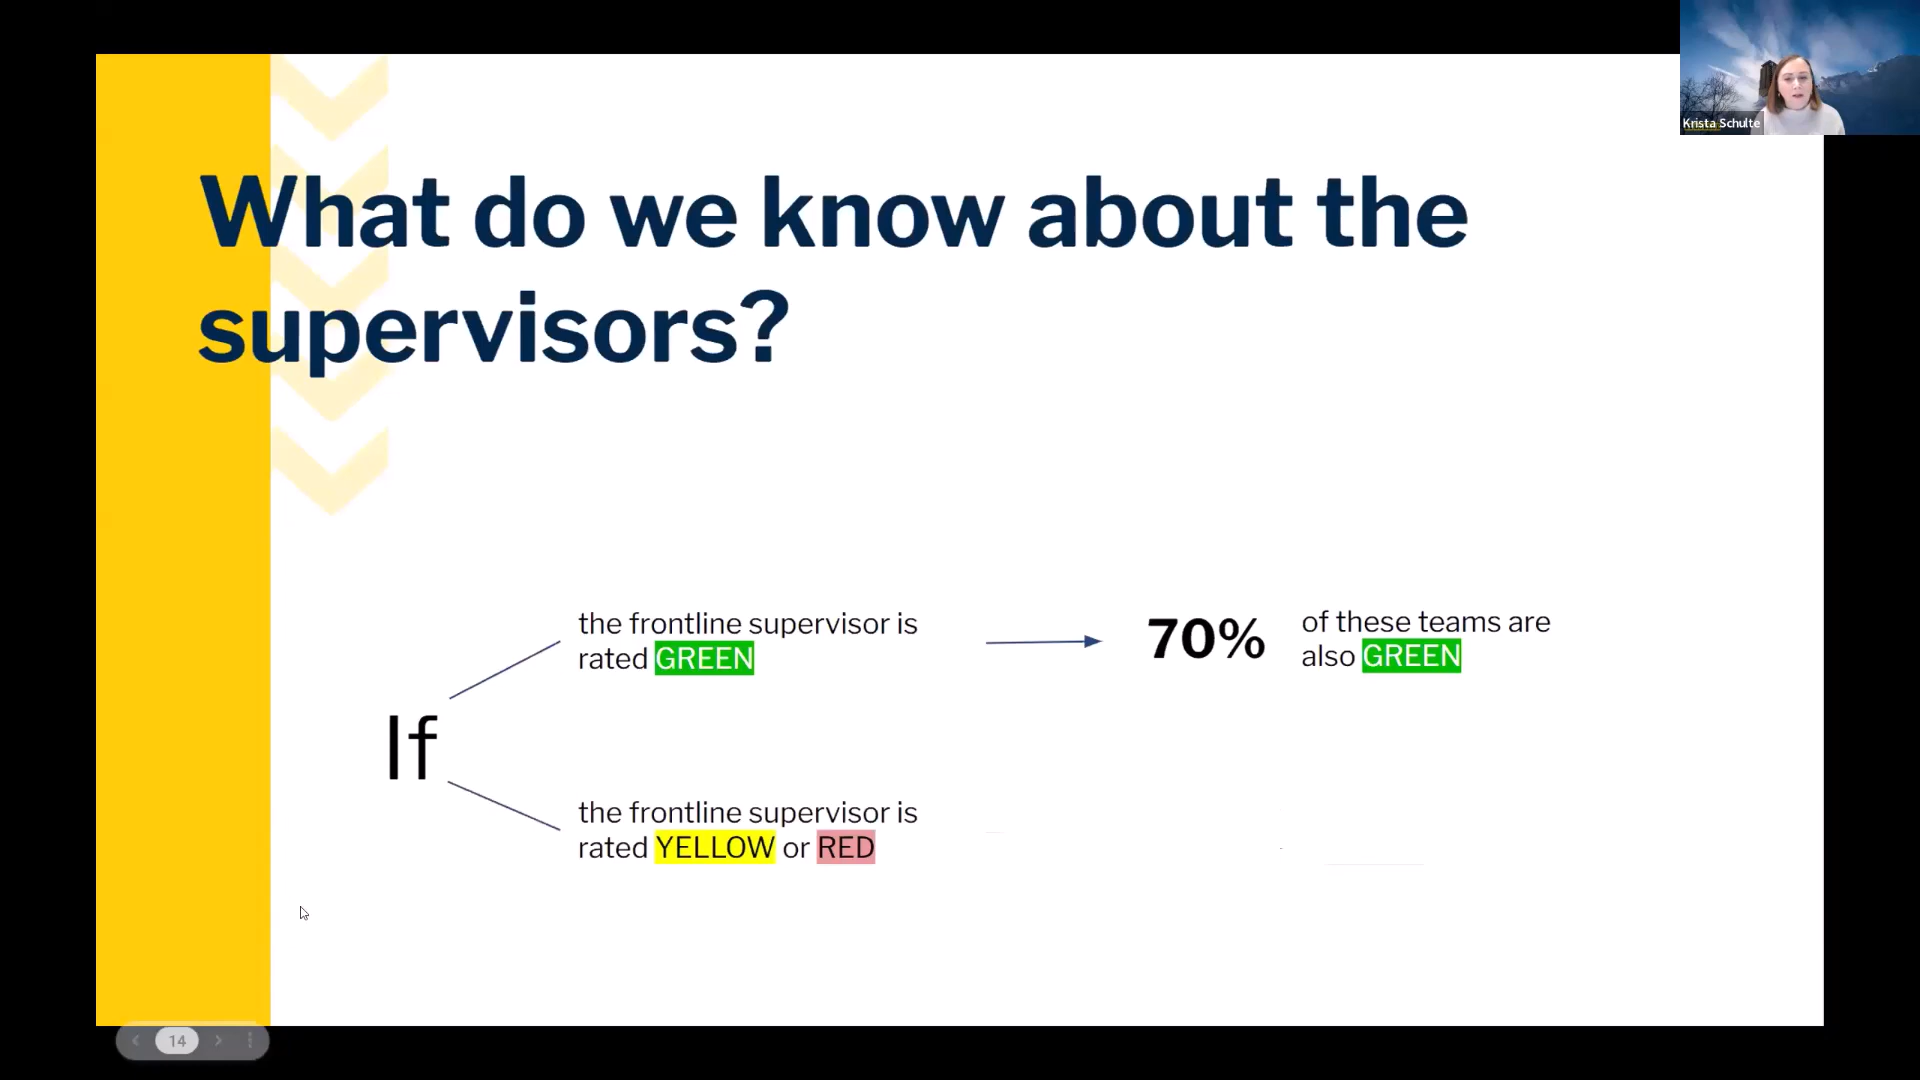 Krista Schulte
What do we know about the
supervisors?
the frontline supervisor is
rated GREEN
70%
of these teams are
also GREEN
If
the frontline supervisor is
rated YELLOW or RED
14